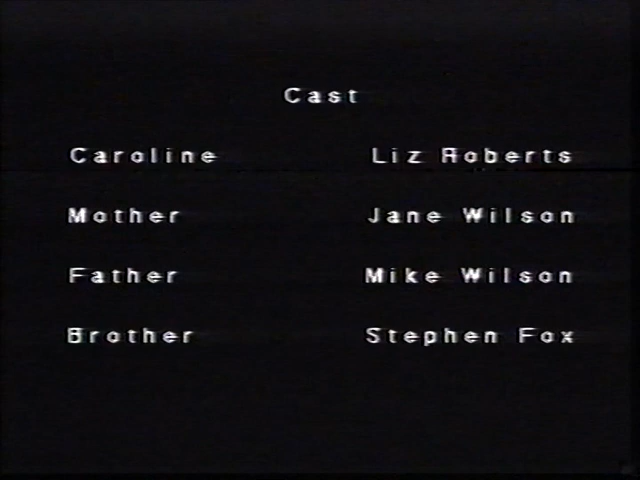 Cast
Caroline Liz Roberts
Mother Jane Wilson
Father Mike Wilson
Brother Stephen Fox